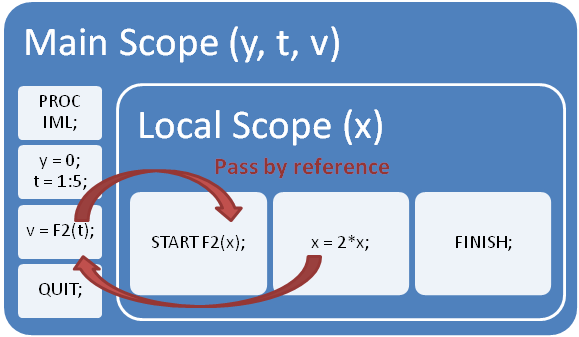 Main Scope (y, t, v)
PROC
IML;
y = 0;
t = 1:5;
v = F2(t);
QUIT;
Local Scope (x)
Pass by reference
START F2(x);
x = 2*x;
FINISH;